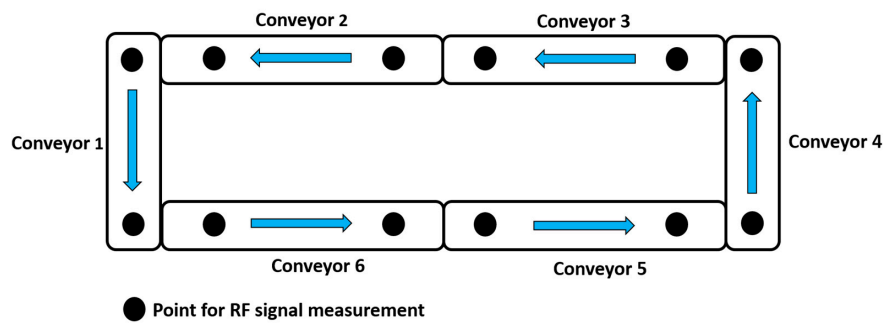 Conveyor 2
Conveyor 3
Conveyor 1
Conveyor 4
Conveyor 6
Conveyor 5
Point for RF signal measurement